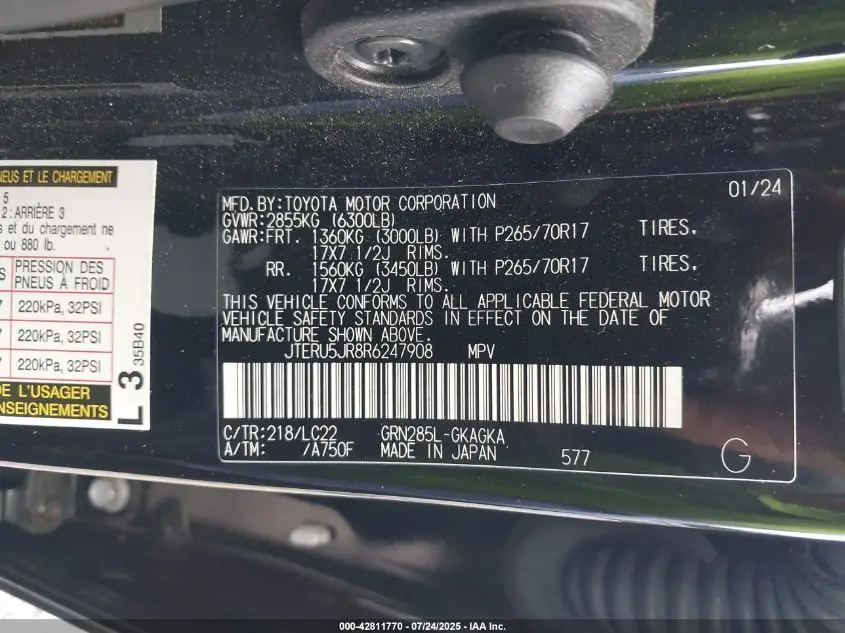 NEUS ET LE CHARGEMENT
5
2 : ARRIÈRE 3
s et du chargement ne
ou 880 lb.
PRESSION DES
PNEUS À FROID
220kPa, 32PSI
220kPa, 32PSI
DE L'USAGER
NSEIGNEMENTS
L 3
35B40
01/24
MFD.BY:TOYOTA MOTOR CORPORATION
GVWR:2855KG (6300LB)
GAWR:FRT. 1360KG (3000LB) WITH P265/70R17 TIRES.
17X7 1/2J RIMS.
RR. 1560KG (3450LB) WITH P265/70R17 TIRES.
17X7 1/2J RIMS.
THIS VEHICLE CONFORMS TO ALL APPLICABLE FEDERAL MOTOR
VEHICLE SAFETY STANDARDS IN EFFECT ON THE DATE OF
MANUFACTURE SHOWN ABOVE.
JTERU5JR8R6247908 MPV
C/TR:218/LC22 GRN285L-GKAGKA
A/TM: /A750F MADE IN JAPAN 577
G
000-42811770 - 07/24/2025 - IAA Inc.